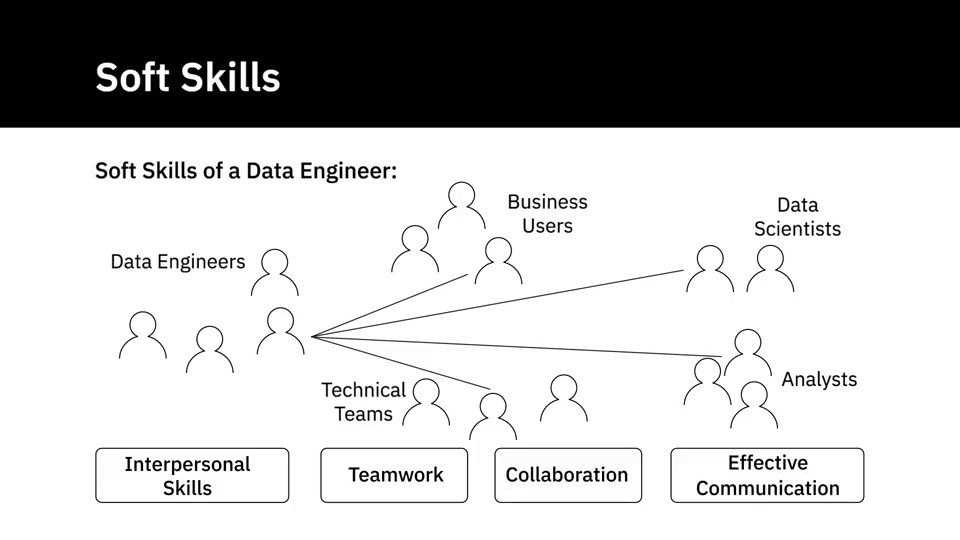 Soft Skills
Soft Skills of a Data Engineer:
Business
Users
Data
Scientists
Data Engineers
Technical
Teams
Analysts
Interpersonal
Skills
Teamwork
Collaboration
Effective
Communication